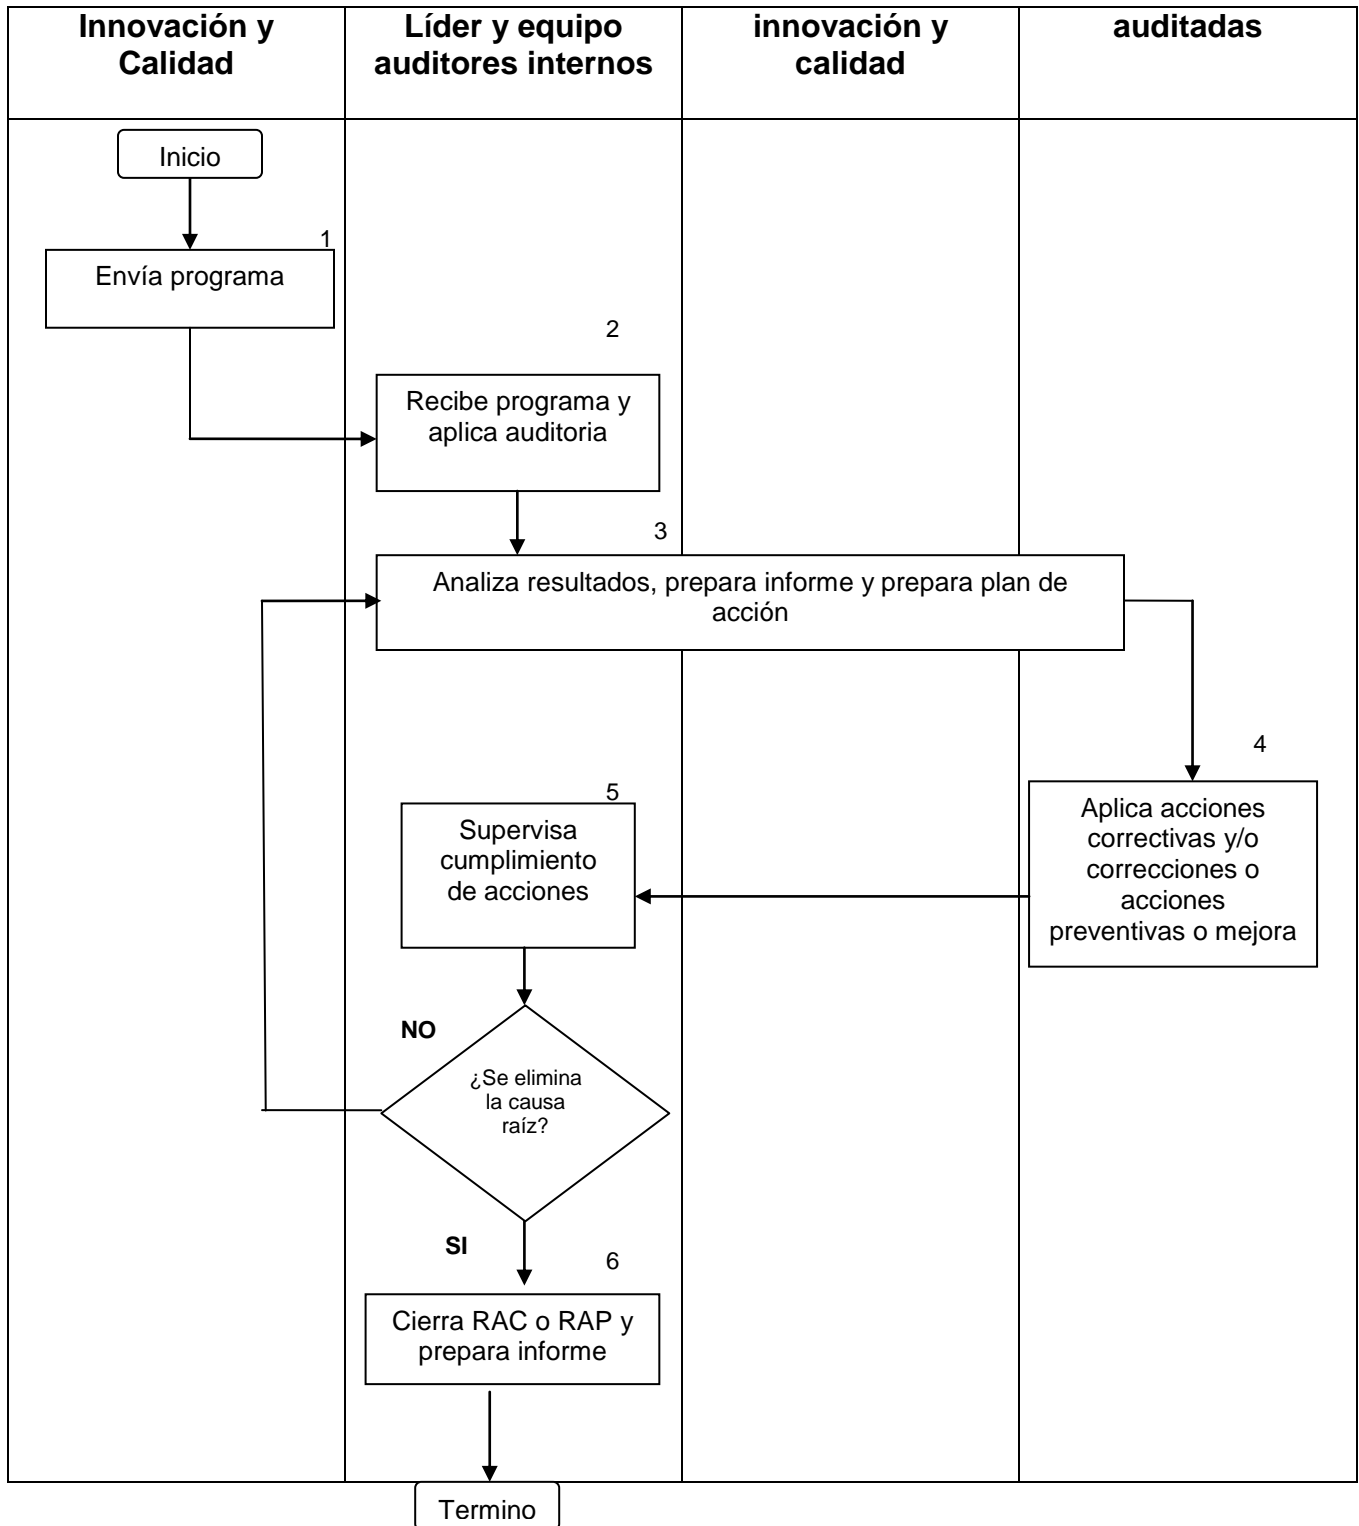 Innovación y
Calidad
Líder y equipo
auditores internos
innovación y
calidad
auditadas
Inicio
1
Envía programa
2
Recibe programa y
aplica auditoria
3
Analiza resultados, prepara informe y prepara plan de
acción
4
Aplica acciones
correctivas y/o
correcciones o
acciones
preventivas o mejora
5
Supervisa
cumplimiento
de acciones
NO
¿Se elimina
la causa
raíz?
SI
6
Cierra RAC o RAP y
prepara informe
Termino